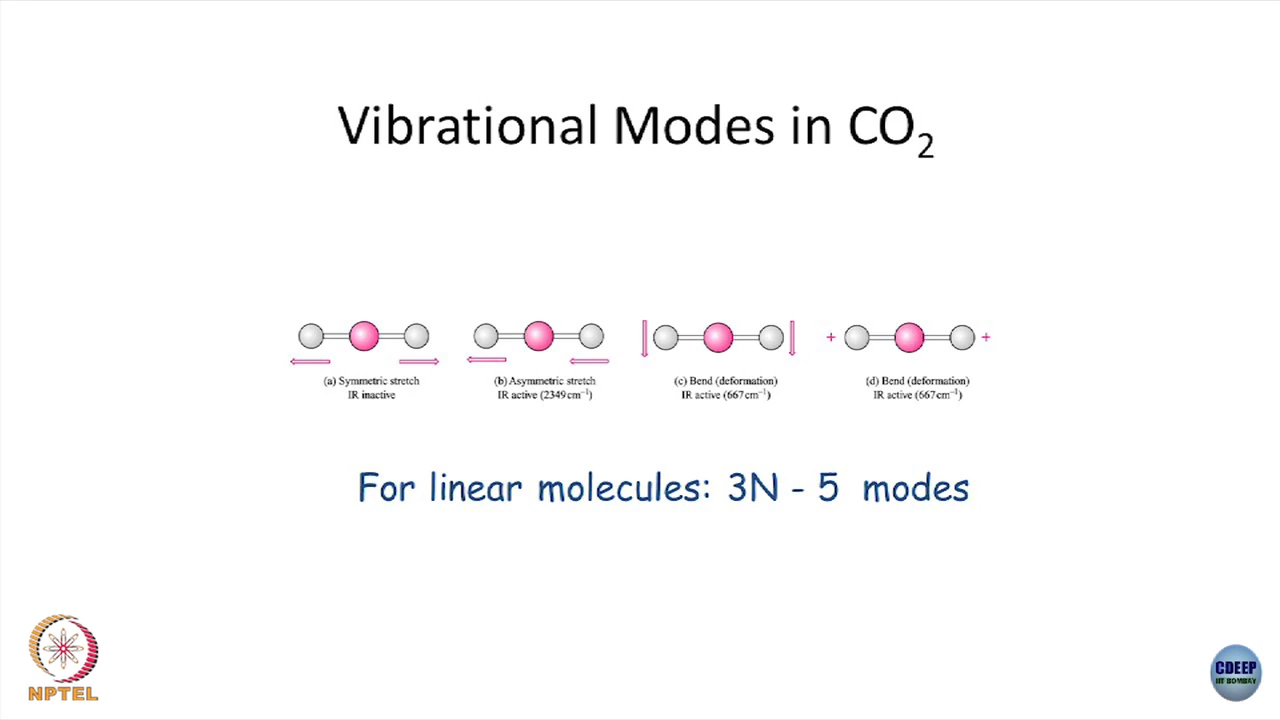 Vibrational Modes in CO₂
+ +
(a) Symmetric stretch
IR inactive
(b) Asymmetric stretch
IR active (2349 cm⁻¹)
(c) Bend (deformation)
IR active (667 cm⁻¹)
(d) Bend (deformation)
IR active (667 cm⁻¹)
For linear molecules: 3N - 5 modes
NPTEL
CDEEP
IIT BOMBAY